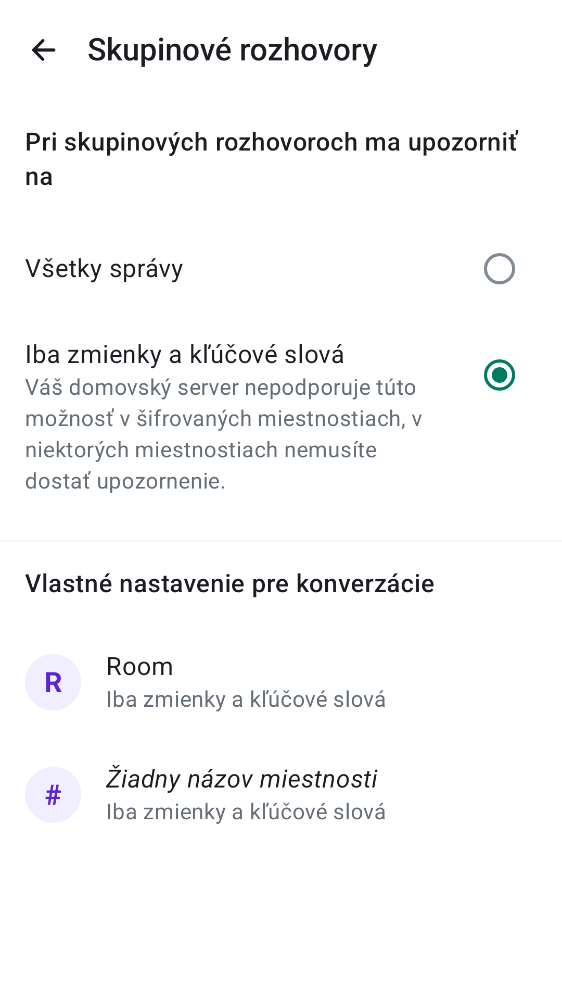 Skupinové rozhovory
Pri skupinových rozhovoroch ma upozorniť
na
Všetky správy
Iba zmienky a kľúčové slová
Váš domovský server nepodporuje túto
možnosť v šifrovaných miestnostiach, v
niektorých miestnostiach nemusíte
dostať upozornenie.
Vlastné nastavenie pre konverzácie
R
Room
Iba zmienky a kľúčové slová
#
Žiadny názov miestnosti
Iba zmienky a kľúčové slová